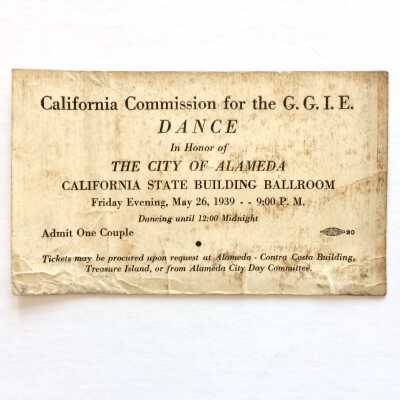 California Commission for the G. G. I. E.
DANCE
In Honor of
THE CITY OF ALAMEDA
CALIFORNIA STATE BUILDING BALLROOM
Friday Evening, May 26, 1939 - - 9:00 P. M.
Dancing until 12:00 Midnight
Admit One Couple
Tickets may be procured upon request at Alameda - Contra Costa Building,
Treasure Island, or from Alameda City Day Committee.